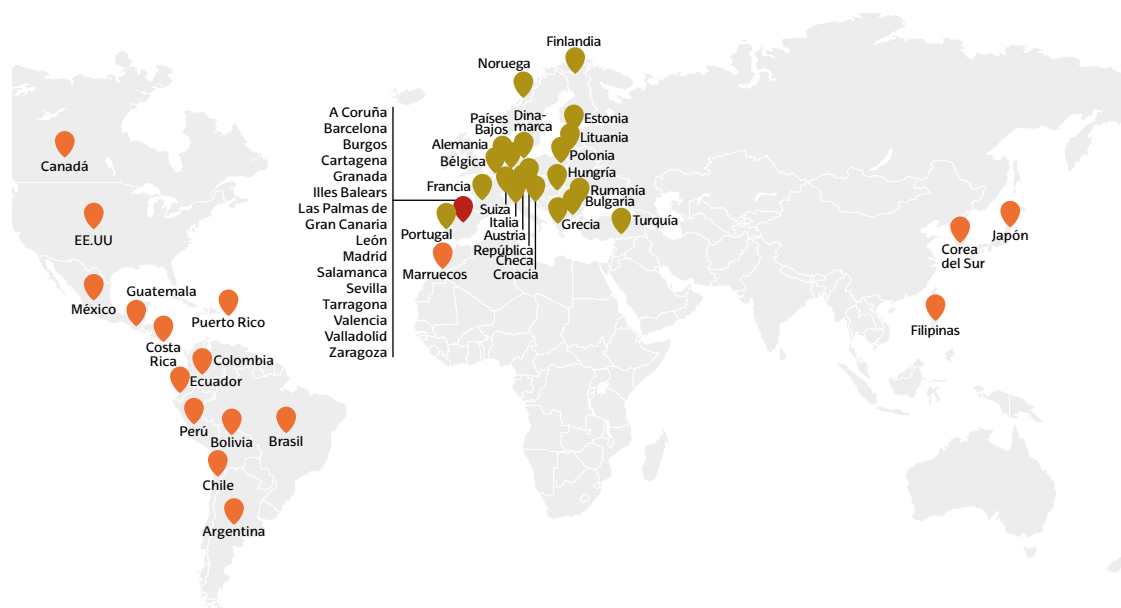 Finlandia
Noruega
A Coruña
Barcelona
Burgos
Cartagena
Granada
Illes Balears
Las Palmas de
Gran Canaria
León
Madrid
Salamanca
Sevilla
Tarragona
Valencia
Valladolid
Zaragoza
Países
Bajos
Dina-
marca
Alemania
Bélgica
Francia
Portugal
Marruecos
Suiza
Italia
Austria
República
Checa
Croacia
Estonia
Lituania
Polonia
Hungría
Rumanía
Bulgaria
Grecia
Turquía
Canadá
EE.UU
México
Guatemala
Puerto Rico
Costa
Rica
Colombia
Ecuador
Perú
Bolivia
Brasil
Chile
Argentina
Japón
Corea
del Sur
Filipinas